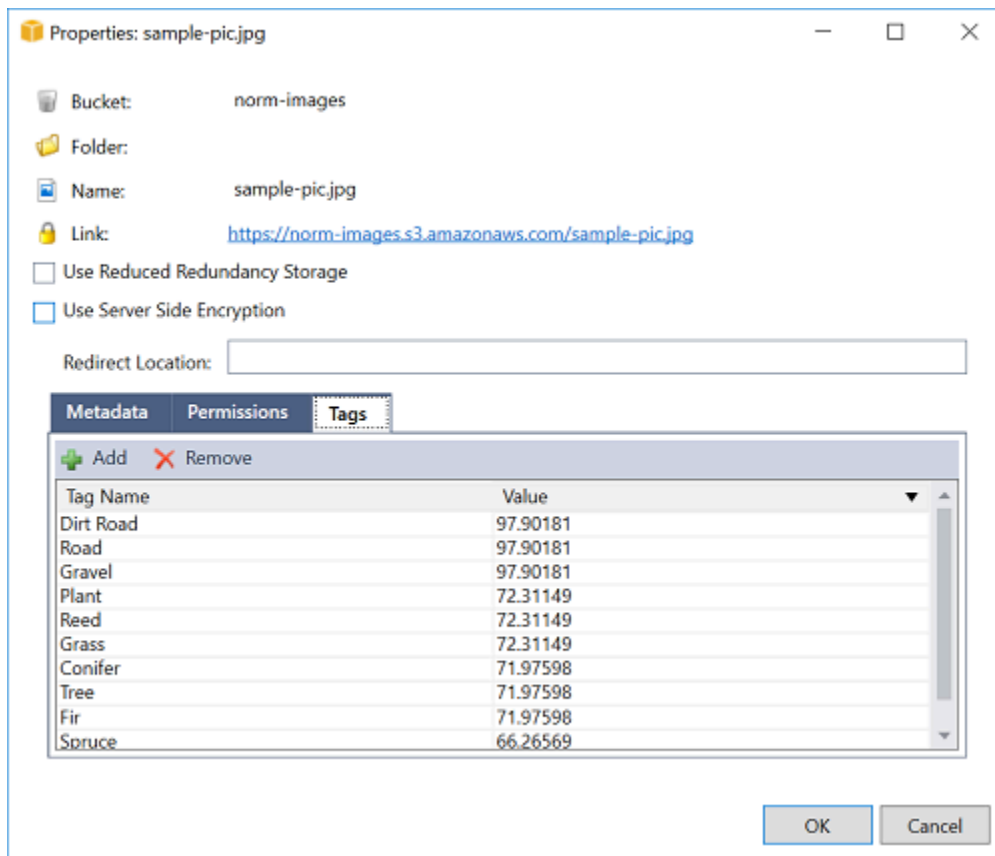 Properties: sample-pic.jpg
Bucket: norm-images
Folder:
Name: sample-pic.jpg
Link: https://norm-images.s3.amazonaws.com/sample-pic.jpg
Use Reduced Redundancy Storage
Use Server Side Encryption
Redirect Location:
Metadata Permissions Tags
Add Remove
Tag Name Value
Dirt Road 97.90181
Road 97.90181
Gravel 97.90181
Plant 72.31149
Reed 72.31149
Grass 72.31149
Conifer 71.97598
Tree 71.97598
Fir 71.97598
Spruce 66.26569
OK Cancel